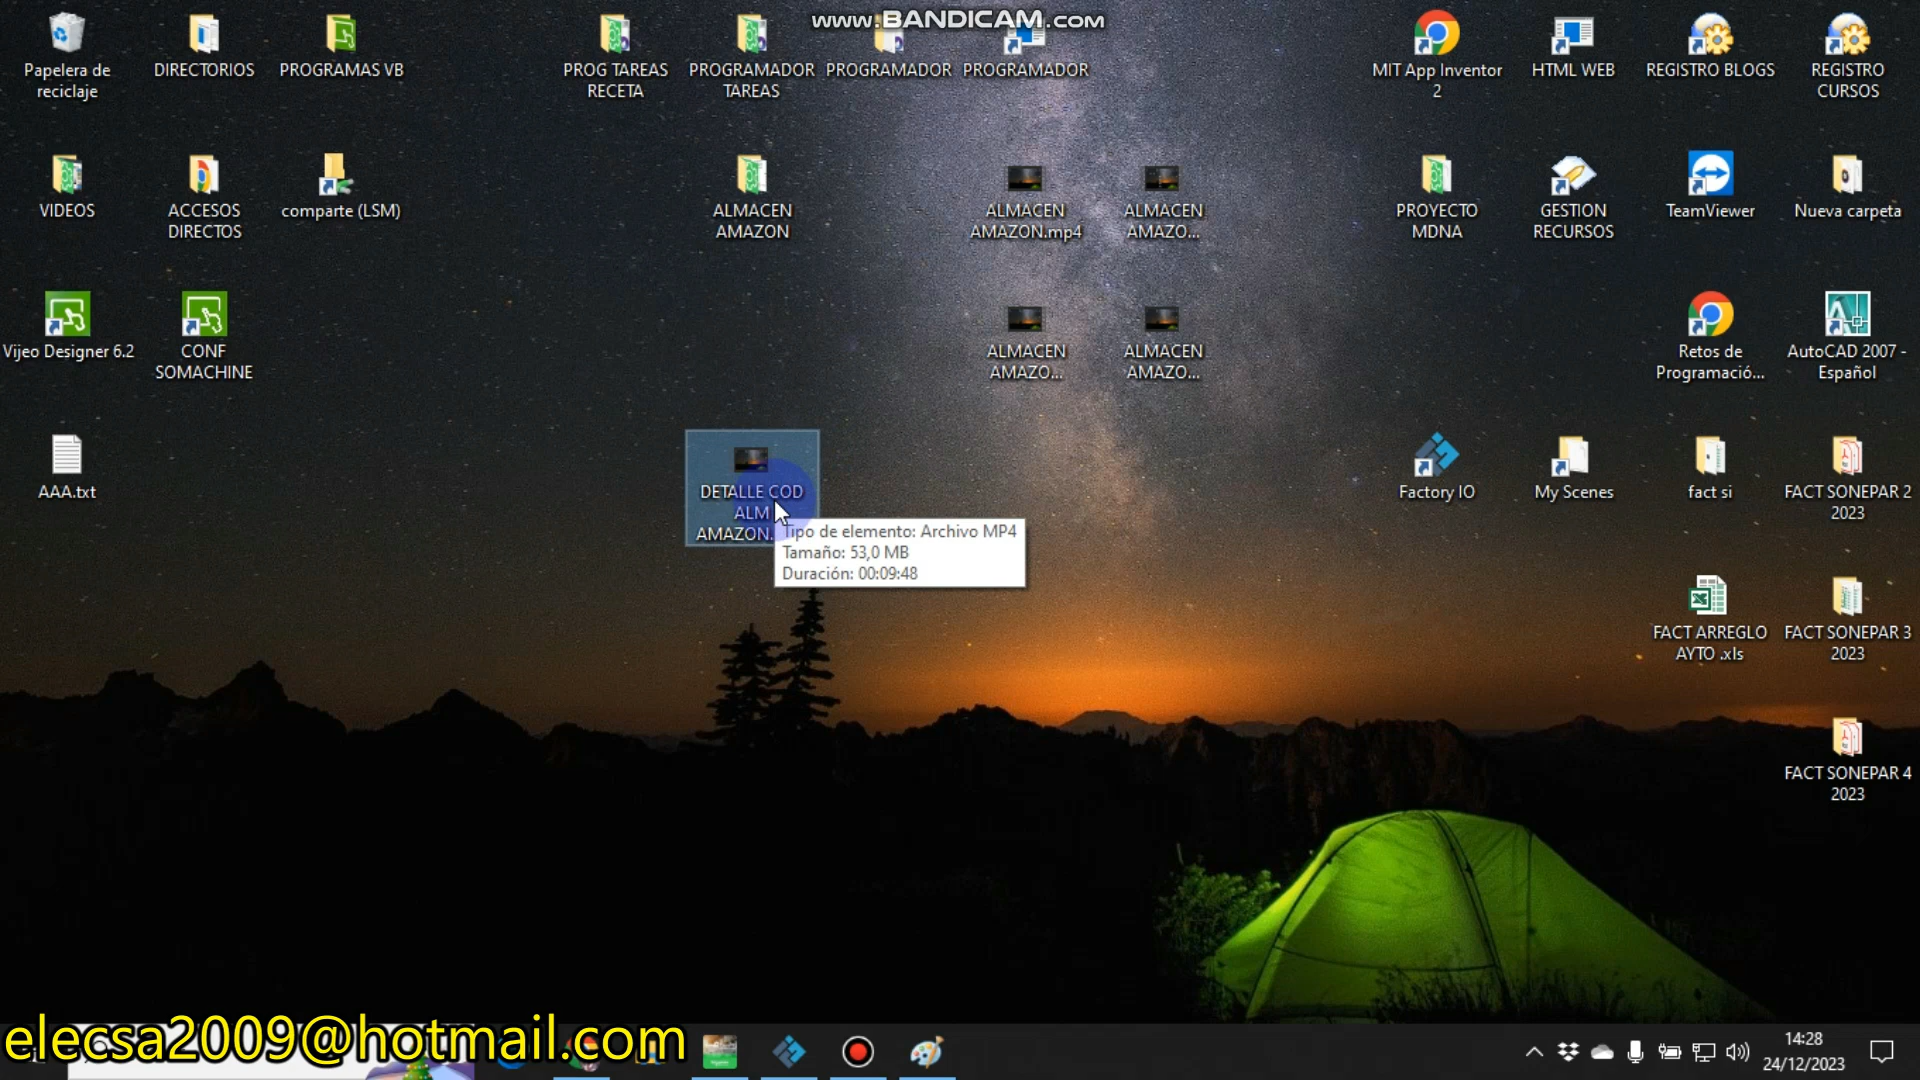 www.BANDICAM.com
Papelera de
reciclaje
DIRECTORIOS
PROGRAMAS VB
PROG TAREAS
RECETA
PROGRAMADOR
TAREAS
PROGRAMADOR
PROGRAMADOR
MIT App Inventor
2
HTML WEB
REGISTRO BLOGS
REGISTRO
CURSOS
VIDEOS
ACCESOS
DIRECTOS
comparte (LSM)
ALMACEN
AMAZON
ALMACEN
AMAZON.mp4
ALMACEN
AMAZO...
PROYECTO
MDNA
GESTION
RECURSOS
TeamViewer
Nueva carpeta
Vijeo Designer 6.2
CONF
SOMACHINE
ALMACEN
AMAZO...
ALMACEN
AMAZO...
Retos de
Programació...
AutoCAD 2007 -
Español
AAA.txt
DETALLE COD
ALM
AMAZON.
Tipo de elemento: Archivo MP4
Tamaño: 53,0 MB
Duración: 00:09:48
Factory IO
My Scenes
fact si
FACT SONEPAR 2
2023
FACT ARREGLO
AYTO .xls
FACT SONEPAR 3
2023
FACT SONEPAR 4
2023
elecsa2009@hotmail.com
14:28
24/12/2023